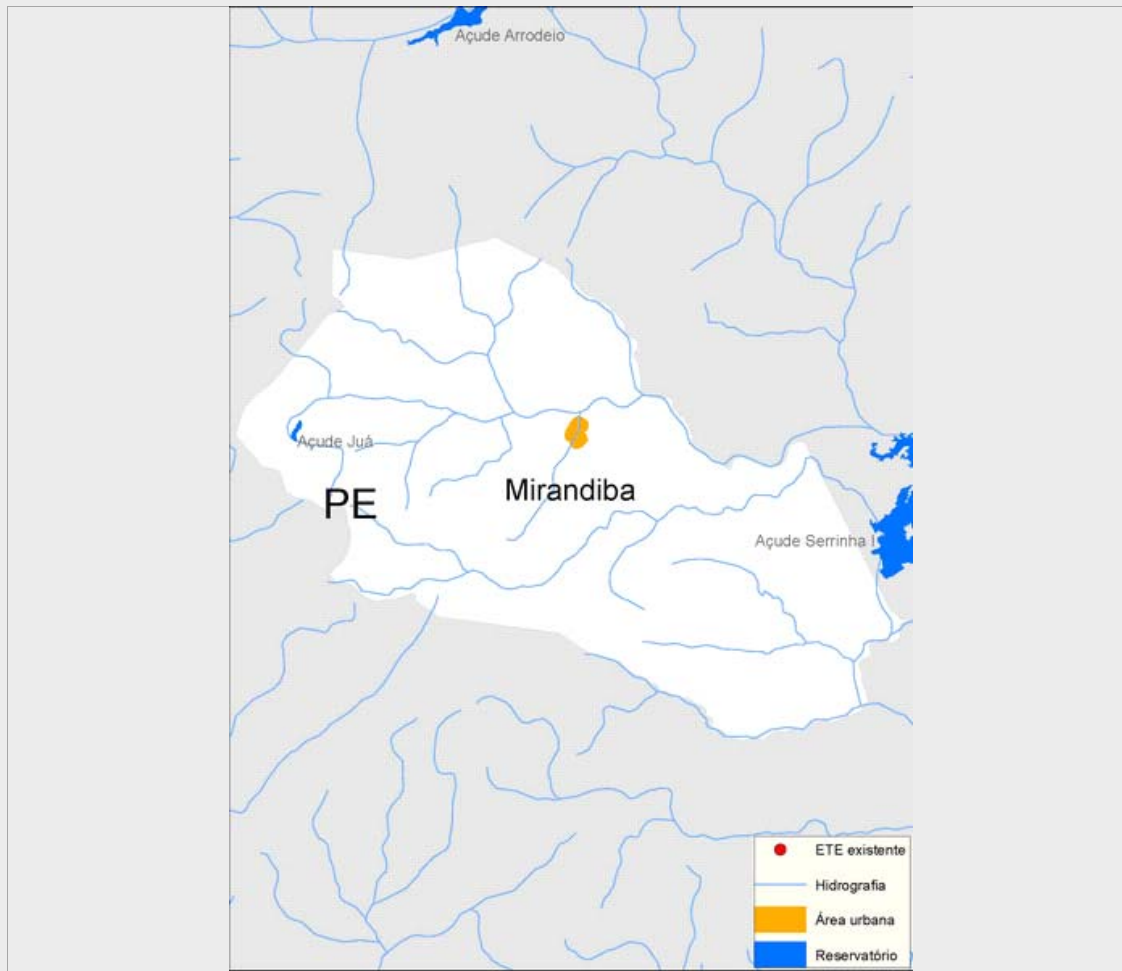 Açude Arrodeio
Açude Juá
PE
Mirandiba
Açude Serrinha I
ETE existente
Hidrografia
Área urbana
Reservatório